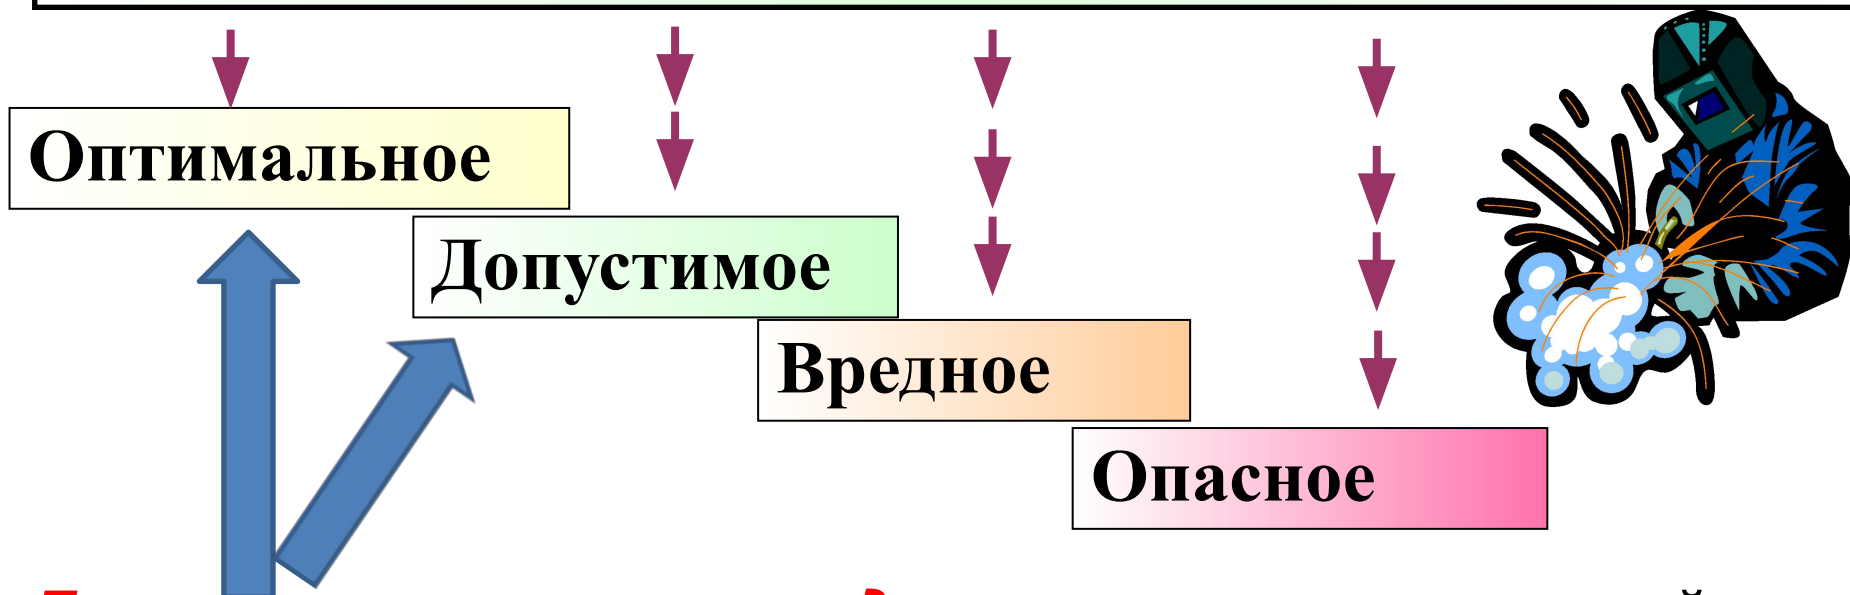 Оптимальное
Допустимое
Вредное
Опасное